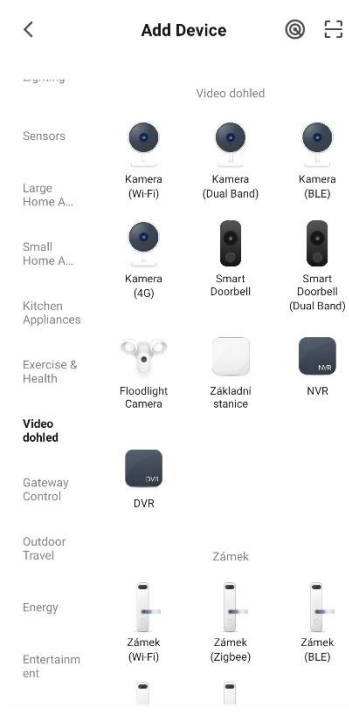 Add Device
Lighting
Sensors
Large
Home A...
Small
Home A...
Kitchen
Appliances
Exercise &
Health
Video
dohled
Gateway
Control
Outdoor
Travel
Energy
Entertainm
ent
Video dohled
Kamera
(Wi-Fi)
Kamera
(Dual Band)
Kamera
(BLE)
Kamera
(4G)
Smart
Doorbell
Smart
Doorbell
(Dual Band)
Floodlight
Camera
Základní
stanice
NVR
NVR
DVR
DVR
Zámek
Zámek
(Wi-Fi)
Zámek
(Zigbee)
Zámek
(BLE)